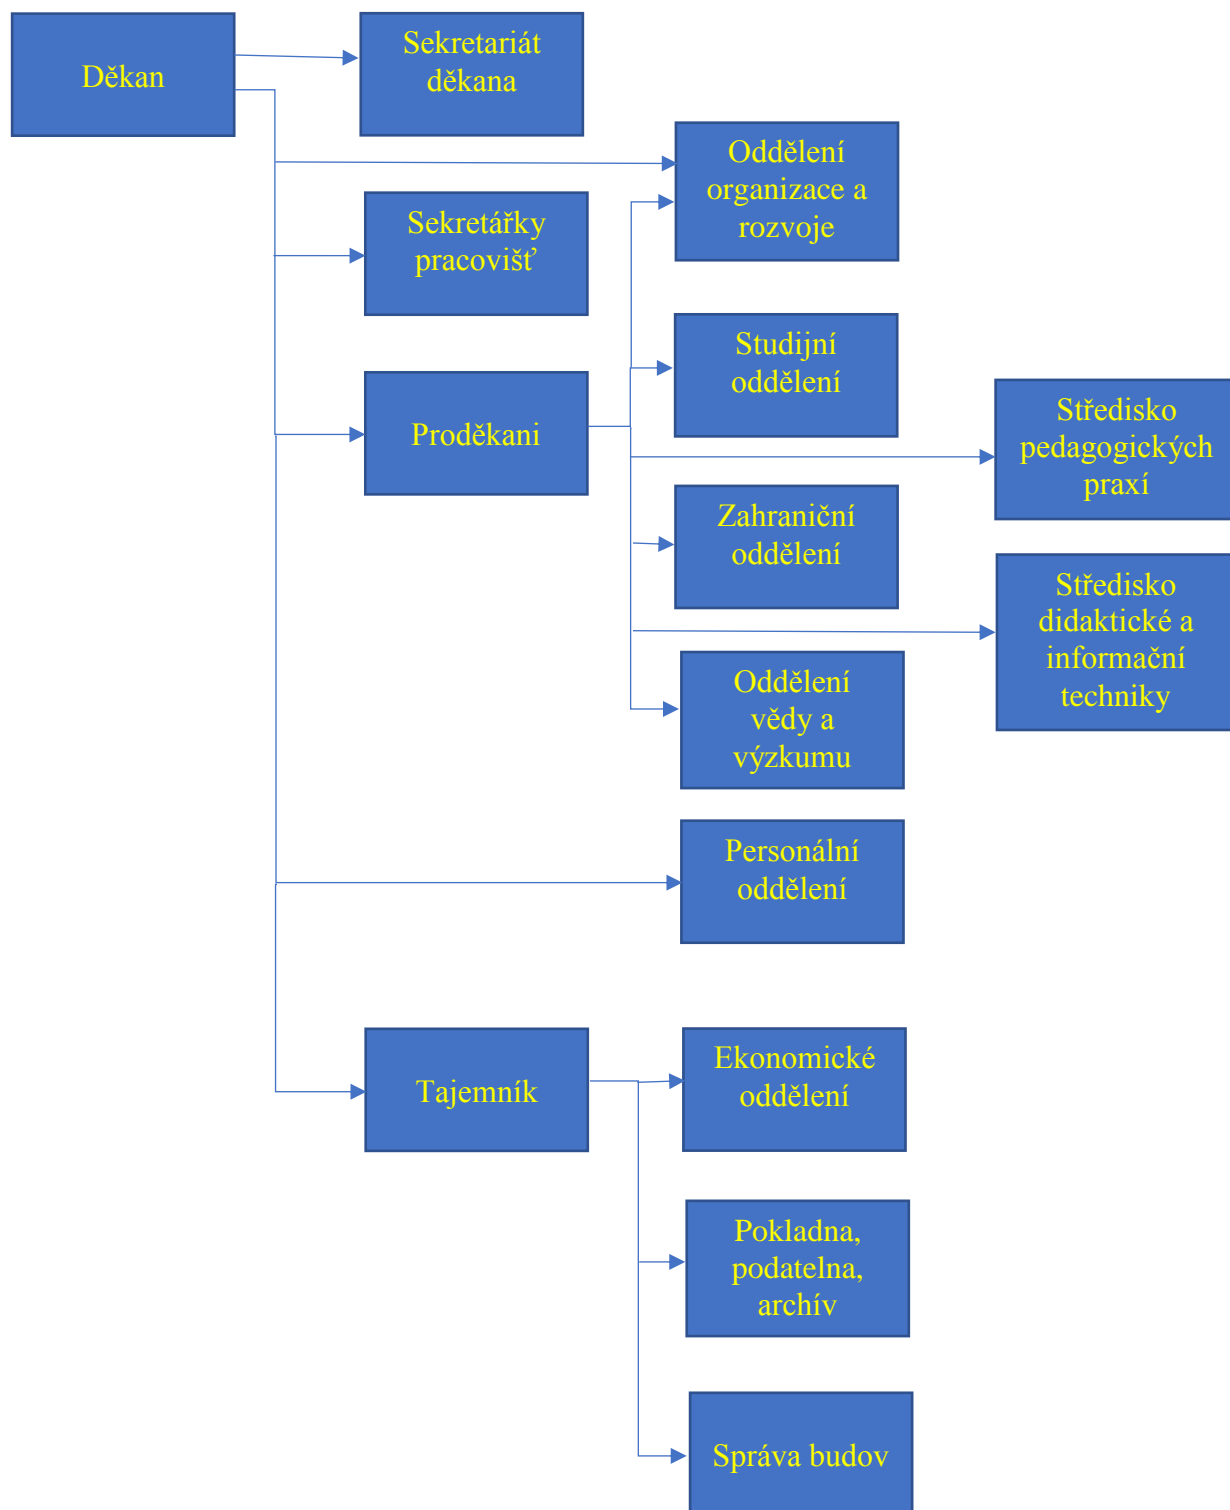 Děkan
Sekretariát
děkana
Oddělení
organizace a
rozvoje
Sekretářky
pracovišť
Studijní
oddělení
Proděkani
Středisko
pedagogických
praxí
Zahraniční
oddělení
Středisko
didaktické a
informační
techniky
Oddělení
vědy a
výzkumu
Personální
oddělení
Tajemník
Ekonomické
oddělení
Pokladna,
podatelna,
archív
Správa budov